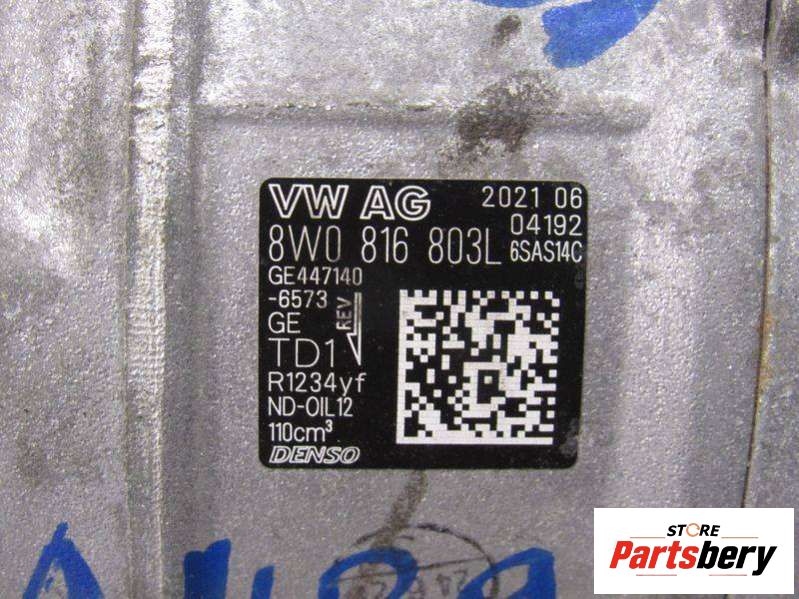 VW AG 2021 06
04192
8W0 816 803L 6SAS14C
GE447140
-6573
REV
GE
TD1
R1234yf
ND-OIL12
110cm³
DENSO
STORE
Partsbery